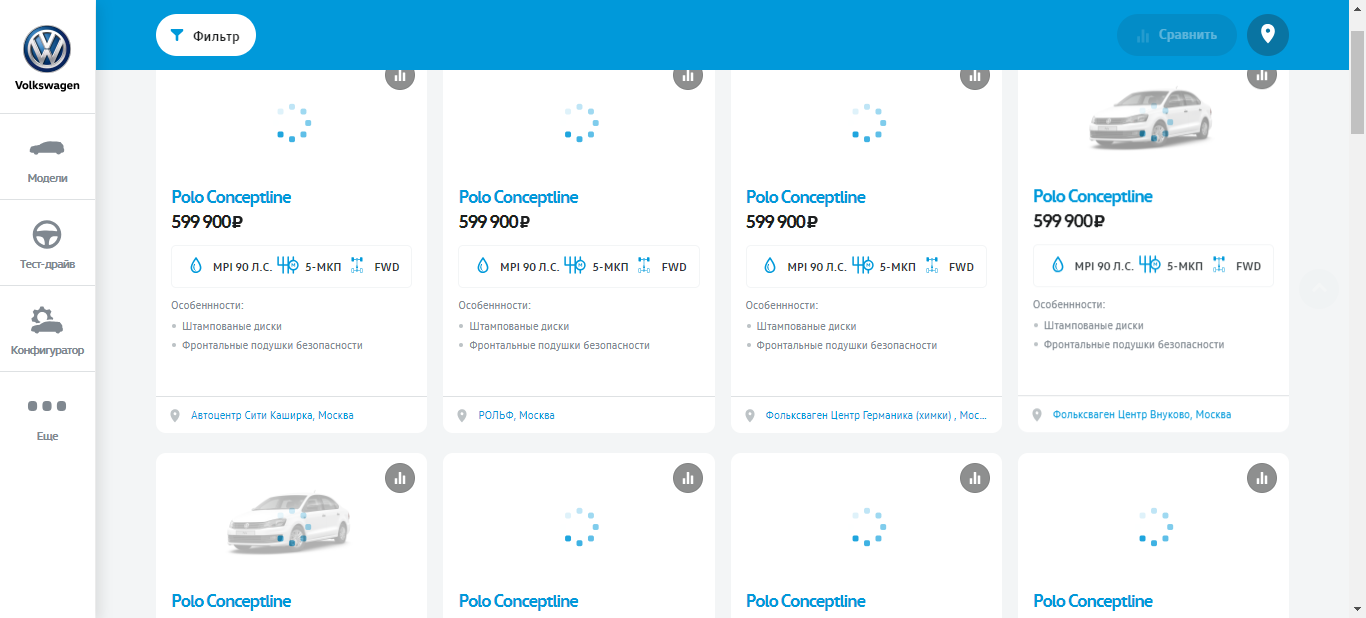 Volkswagen
Модели
Тест-драйв
Конфигуратор
Еще
Фильтр
Сравнить
Polo Conceptline
599 900₽
MPI 90 Л.С. 5-МКП FWD
Особеннности:
Штампованые диски
Фронтальные подушки безопасности
Автоцентр Сити Каширка, Москва
Polo Conceptline
599 900₽
MPI 90 Л.С. 5-МКП FWD
Особеннности:
Штампованые диски
Фронтальные подушки безопасности
РОЛЬФ, Москва
Polo Conceptline
599 900₽
MPI 90 Л.С. 5-МКП FWD
Особеннности:
Штампованые диски
Фронтальные подушки безопасности
Фольксваген Центр Германика (химки) , Мос...
Polo Conceptline
599 900₽
MPI 90 Л.С. 5-МКП FWD
Особеннности:
Штампованые диски
Фронтальные подушки безопасности
Фольксваген Центр Внуково, Москва
Polo Conceptline
Polo Conceptline
Polo Conceptline
Polo Conceptline